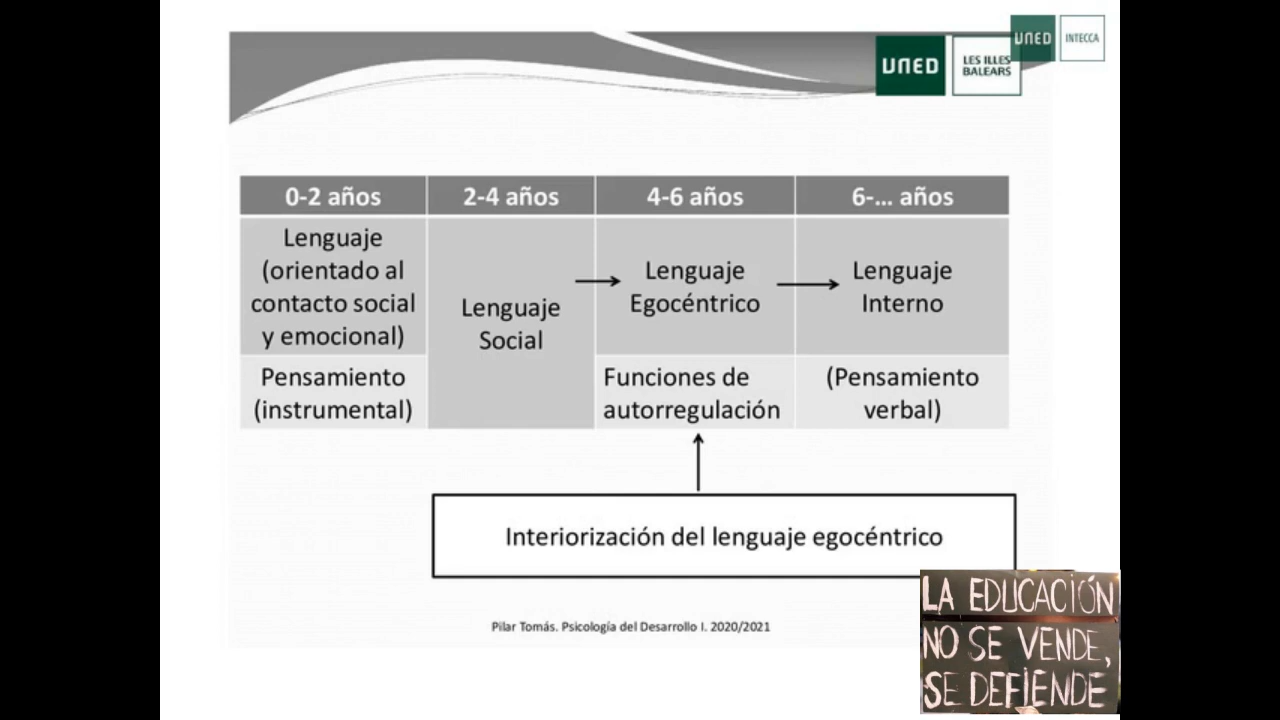 UNED
INTECCA
UNED
LES ILLES
BALEARS
0-2 años
2-4 años
4-6 años
6-... años
Lenguaje
(orientado al
contacto social
y emocional)
Lenguaje
Social
Lenguaje
Egocéntrico
Lenguaje
Interno
Pensamiento
(instrumental)
Funciones de
autorregulación
(Pensamiento
verbal)
Interiorización del lenguaje egocéntrico
Pilar Tomás. Psicología del Desarrollo I. 2020/2021
LA EDUCACIÓN
NO SE VENDE,
SE DEFIENDE